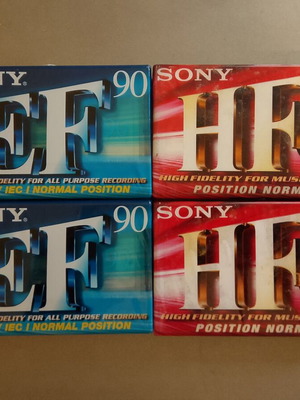 NY
EF 90
DELITY FOR ALL PURPOSE RECORDING
IEC I NORMAL POSITION
SONY
HF
HIGH FIDELITY FOR MUS
POSITION NORM
NY
EF 90
DELITY FOR ALL PURPOSE RECORDING
IEC I NORMAL POSITION
SONY
HF
HIGH FIDELITY FOR MUS
POSITION NORM